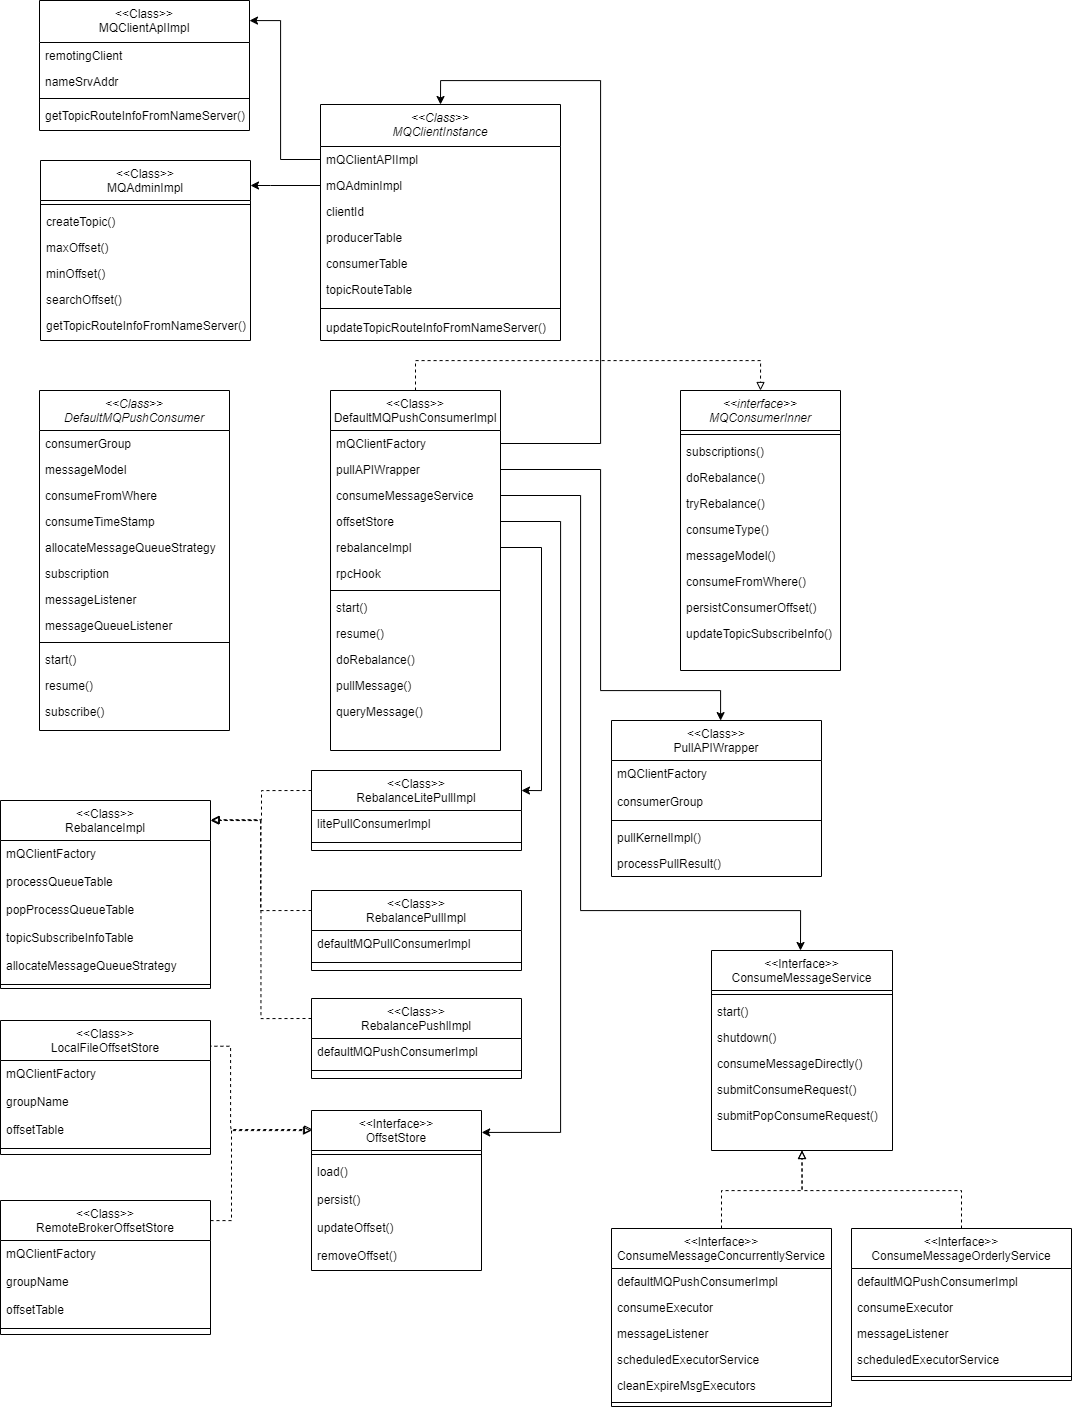 <<Class>>
MQClientApIImpl
remotingClient
nameSrvAddr
getTopicRouteInfoFromNameServer()
<<Class>>
MQClientInstance
mQClientAPIImpl
mQAdminImpl
clientId
producerTable
consumerTable
topicRouteTable
updateTopicRouteInfoFromNameServer()
<<Class>>
MQAdminImpl
createTopic()
maxOffset()
minOffset()
searchOffset()
getTopicRouteInfoFromNameServer()
<<Class>>
DefaultMQPushConsumer
consumerGroup
messageModel
consumeFromWhere
consumeTimeStamp
allocateMessageQueueStrategy
subscription
messageListener
messageQueueListener
start()
resume()
subscribe()
<<Class>>
DefaultMQPushConsumerImpl
mQClientFactory
pullAPIWrapper
consumeMessageService
offsetStore
rebalanceImpl
rpcHook
start()
resume()
doRebalance()
pullMessage()
queryMessage()
<<interface>>
MQConsumerInner
subscriptions()
doRebalance()
tryRebalance()
consumeType()
messageModel()
consumeFromWhere()
persistConsumerOffset()
updateTopicSubscribeInfo()
<<Class>>
PullAPIWrapper
mQClientFactory
consumerGroup
pullKernelImpl()
processPullResult()
<<Class>>
RebalanceLitePullImpl
litePullConsumerImpl
<<Class>>
RebalanceImpl
mQClientFactory
processQueueTable
popProcessQueueTable
topicSubscribeInfoTable
allocateMessageQueueStrategy
<<Class>>
RebalancePullImpl
defaultMQPullConsumerImpl
<<Class>>
RebalancePushIImpl
defaultMQPushConsumerImpl
<<Interface>>
ConsumeMessageService
start()
shutdown()
consumeMessageDirectly()
submitConsumeRequest()
submitPopConsumeRequest()
<<Class>>
LocalFileOffsetStore
mQClientFactory
groupName
offsetTable
<<Interface>>
OffsetStore
load()
persist()
updateOffset()
removeOffset()
<<Class>>
RemoteBrokerOffsetStore
mQClientFactory
groupName
offsetTable
<<Interface>>
ConsumeMessageConcurrentlyService
defaultMQPushConsumerImpl
consumeExecutor
messageListener
scheduledExecutorService
cleanExpireMsgExecutors
<<Interface>>
ConsumeMessageOrderlyService
defaultMQPushConsumerImpl
consumeExecutor
messageListener
scheduledExecutorService